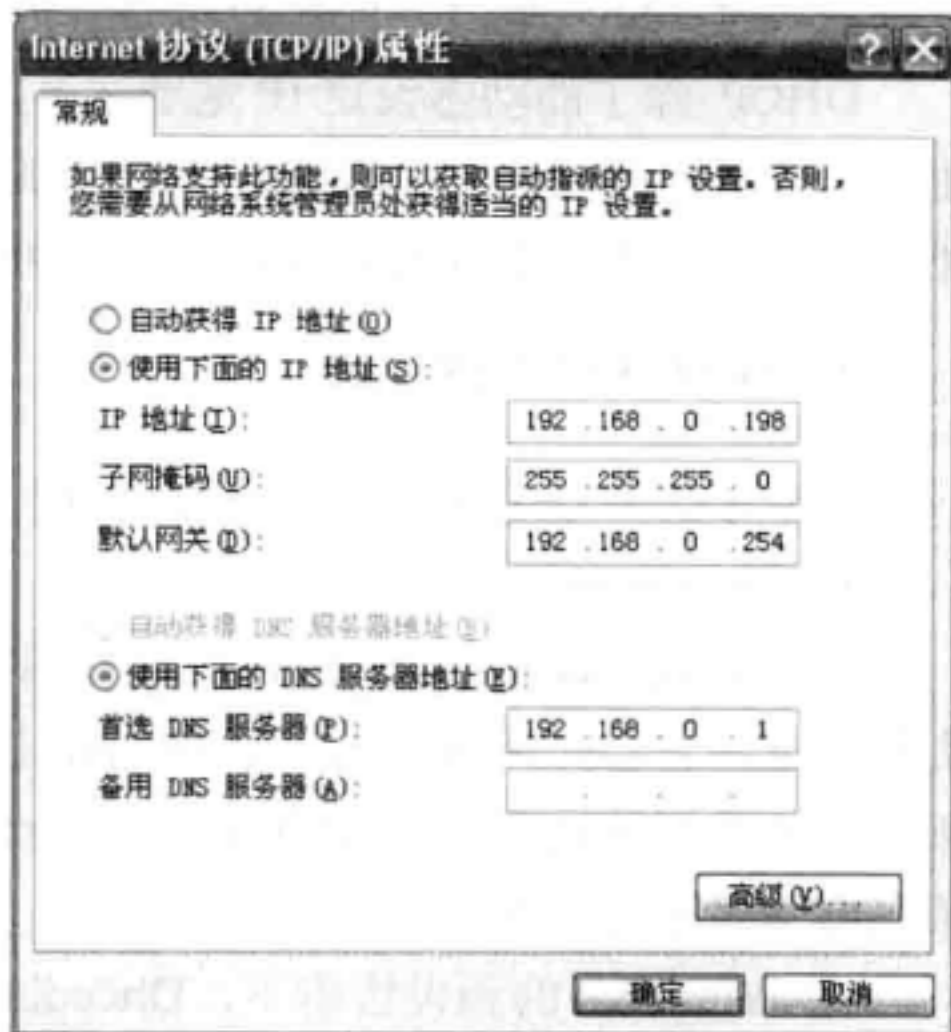 Internet 协议 (TCP/IP) 属性
常规
如果网络支持此功能，则可以获取自动指派的 IP 设置。否则，
您需要从网络系统管理员处获得适当的 IP 设置。
自动获得 IP 地址(O)
使用下面的 IP 地址(S):
IP 地址(I): 192 .168 . 0 .198
子网掩码(U): 255 .255 .255 . 0
默认网关(D): 192 .168 . 0 .254
自动获得 DNS 服务器地址(B)
使用下面的 DNS 服务器地址(E):
首选 DNS 服务器(P): 192 .168 . 0 . 1
备用 DNS 服务器(A): . . .
高级(V)...
确定 取消